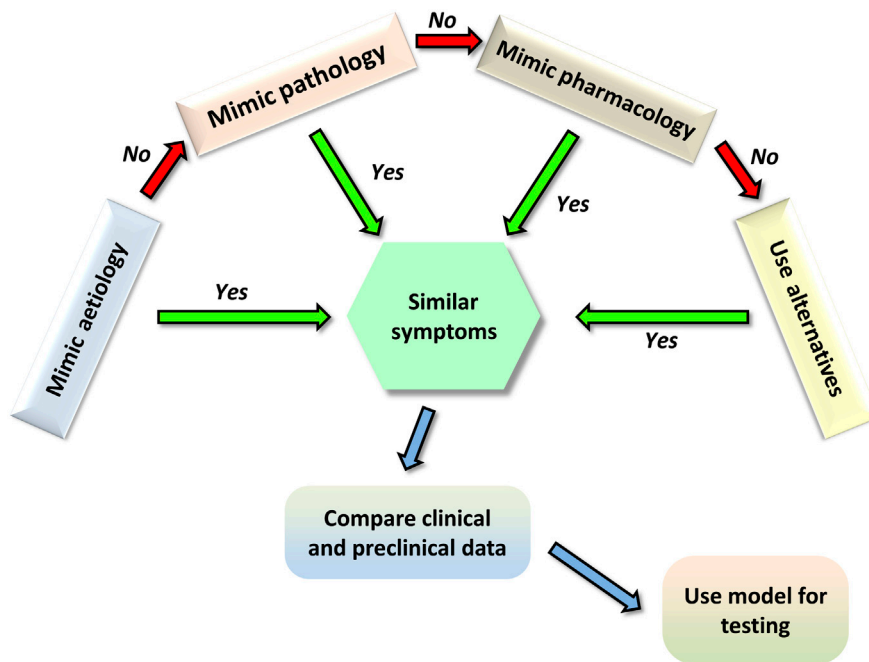 No
Mimic pathology
Mimic pharmacology
No
No
Yes
Yes
Mimic aetiology
Yes
Similar
symptoms
Yes
Use alternatives
Compare clinical
and preclinical data
Use model for
testing